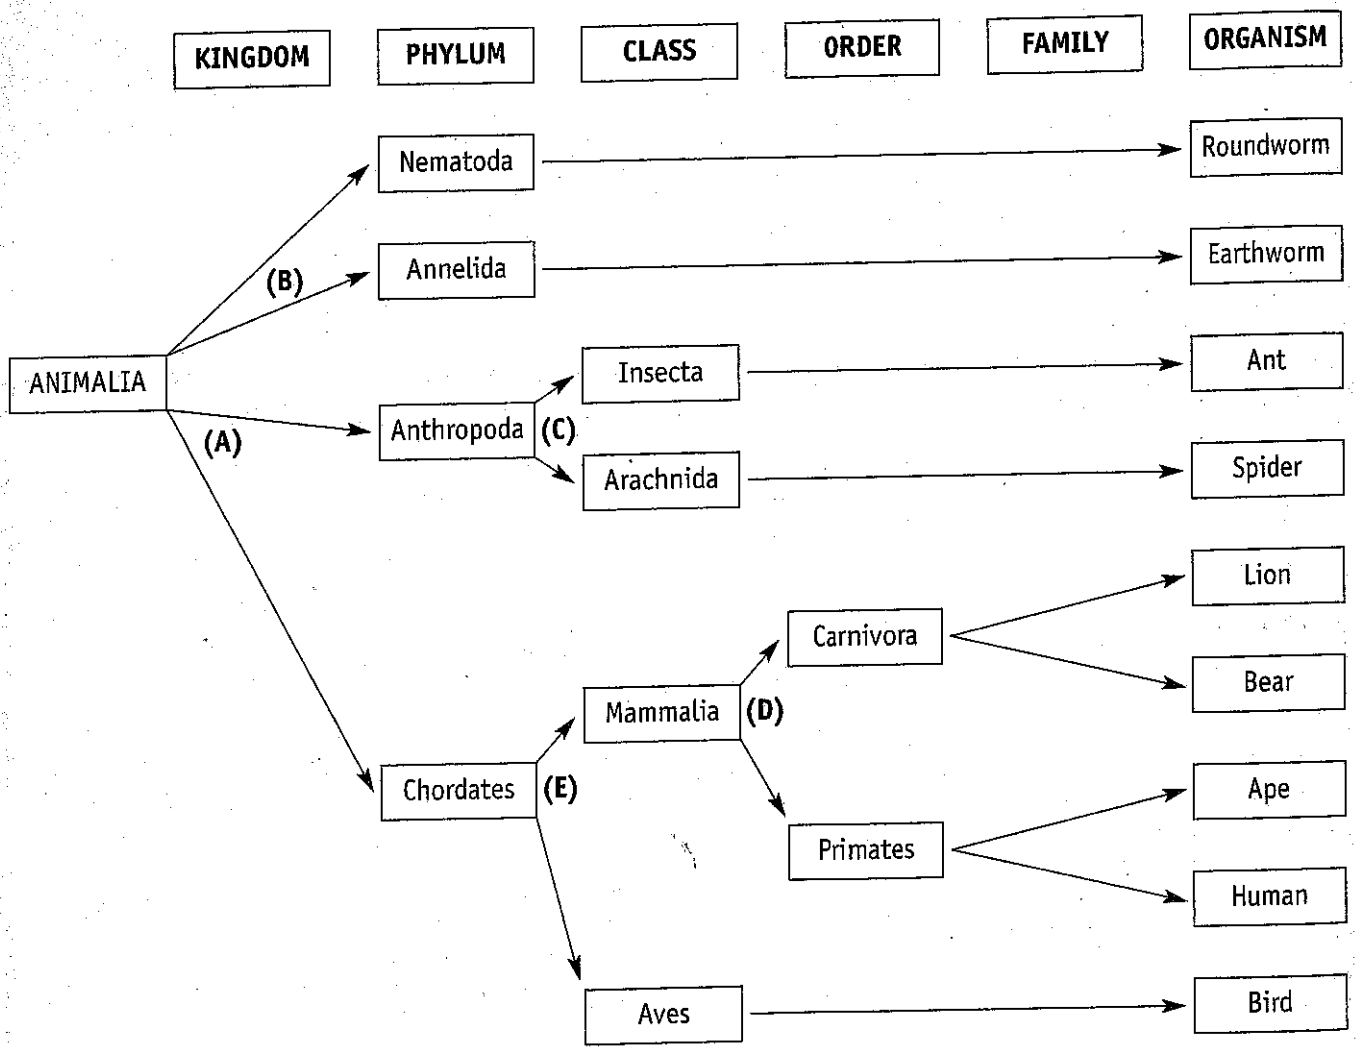 KINGDOM PHYLUM CLASS ORDER FAMILY ORGANISM
Nematoda Roundworm
Annelida Earthworm
(B)
ANIMALIA
Insecta Ant
(A)
Anthropoda (C)
Arachnida Spider
Lion
Carnivora
Bear
Mammalia (D)
Chordates (E)
Ape
Primates
Human
Aves Bird